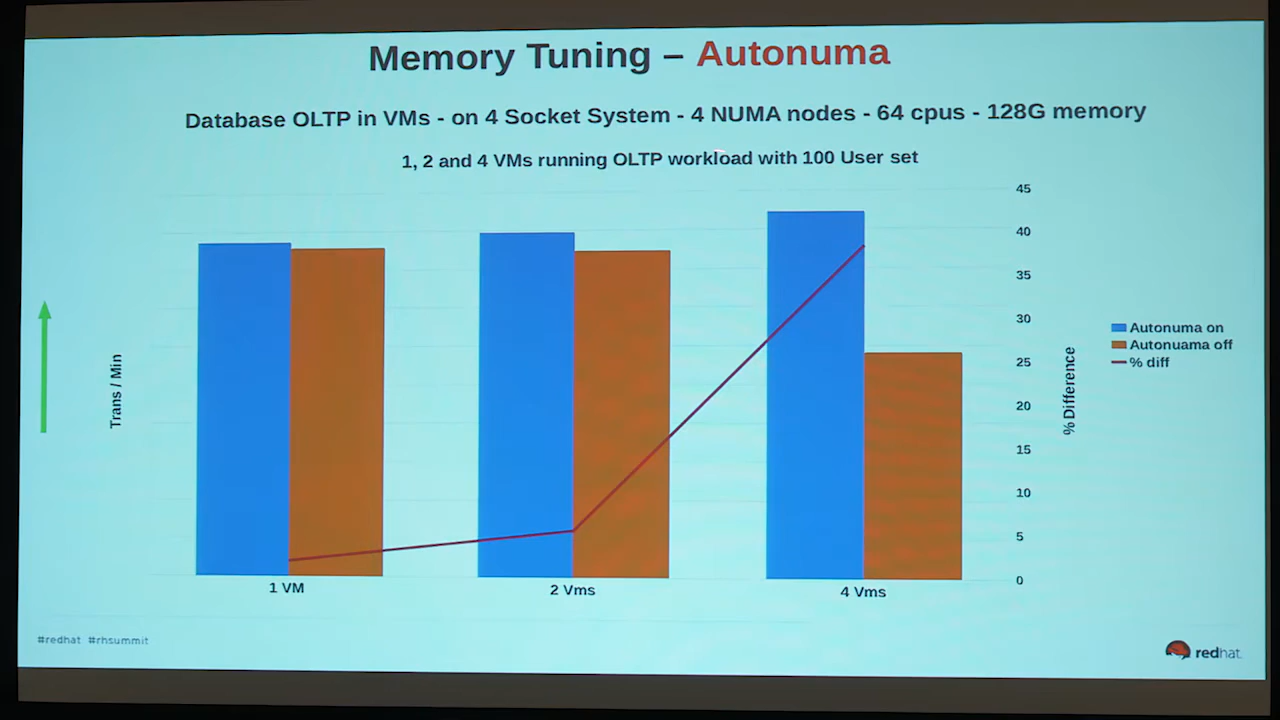 Memory Tuning – Autonuma
Database OLTP in VMs - on 4 Socket System - 4 NUMA nodes - 64 cpus - 128G memory
1, 2 and 4 VMs running OLTP workload with 100 User set
45
40
35
30
25
20
15
10
5
0
Trans / Min
% Difference
Autonuma on
Autonuama off
% diff
1 VM
2 Vms
4 Vms
#redhat #rhsummit
redhat.